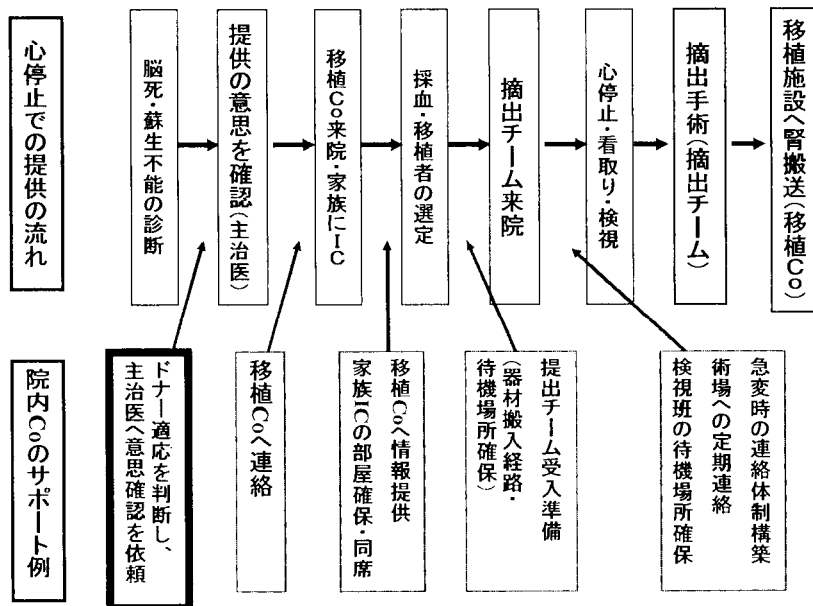 心停止での提供の流れ
脳死・蘇生不能の診断
提供の意思を確認(主治医)
移植Co来院・家族にIC
採血・移植者の選定
摘出チーム来院
心停止・看取り・検視
摘出手術(摘出チーム)
移植施設へ腎搬送(移植Co)
院内Coのサポート例
ドナー適応を判断し、
主治医へ意思確認を依頼
移植Coへ連絡
移植Coへ情報提供
家族ICの部屋確保・同席
提出チーム受入準備
(器材搬入経路・
待機場所確保)
急変時の連絡体制構築
術場への定期連絡
検視班の待機場所確保